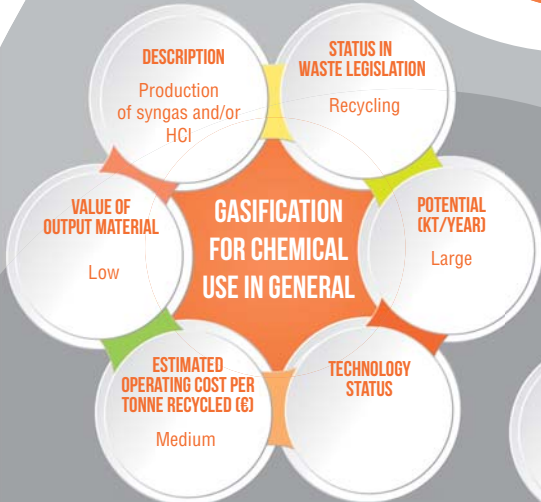 DESCRIPTION
Production
of syngas and/or
HCl
STATUS IN
WASTE LEGISLATION
Recycling
VALUE OF
OUTPUT MATERIAL
Low
GASIFICATION
FOR CHEMICAL
USE IN GENERAL
POTENTIAL
(KT/YEAR)
Large
ESTIMATED
OPERATING COST PER
TONNE RECYCLED (€)
Medium
TECHNOLOGY
STATUS